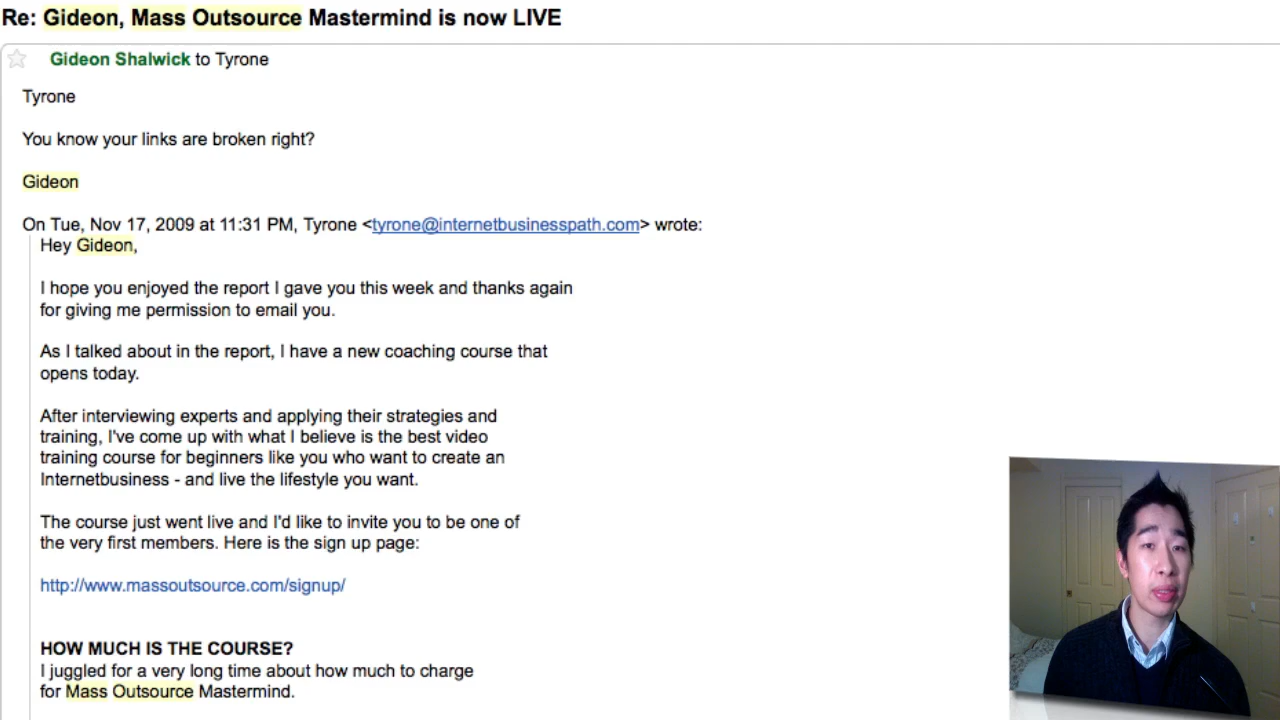 Re: Gideon, Mass Outsource Mastermind is now LIVE
Gideon Shalwick to Tyrone
Tyrone
You know your links are broken right?
Gideon
On Tue, Nov 17, 2009 at 11:31 PM, Tyrone <tyrone@internetbusinesspath.com> wrote:
Hey Gideon,
I hope you enjoyed the report I gave you this week and thanks again
for giving me permission to email you.
As I talked about in the report, I have a new coaching course that
opens today.
After interviewing experts and applying their strategies and
training, I've come up with what I believe is the best video
training course for beginners like you who want to create an
Internetbusiness - and live the lifestyle you want.
The course just went live and I'd like to invite you to be one of
the very first members. Here is the sign up page:
http://www.massoutsource.com/signup/
HOW MUCH IS THE COURSE?
I juggled for a very long time about how much to charge
for Mass Outsource Mastermind.